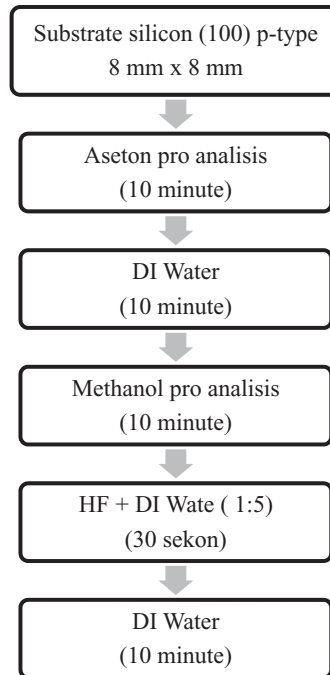 Substrate silicon (100) p-type
8 mm x 8 mm
Aseton pro analisis
(10 minute)
DI Water
(10 minute)
Methanol pro analisis
(10 minute)
HF + DI Wate ( 1:5)
(30 sekon)
DI Water
(10 minute)